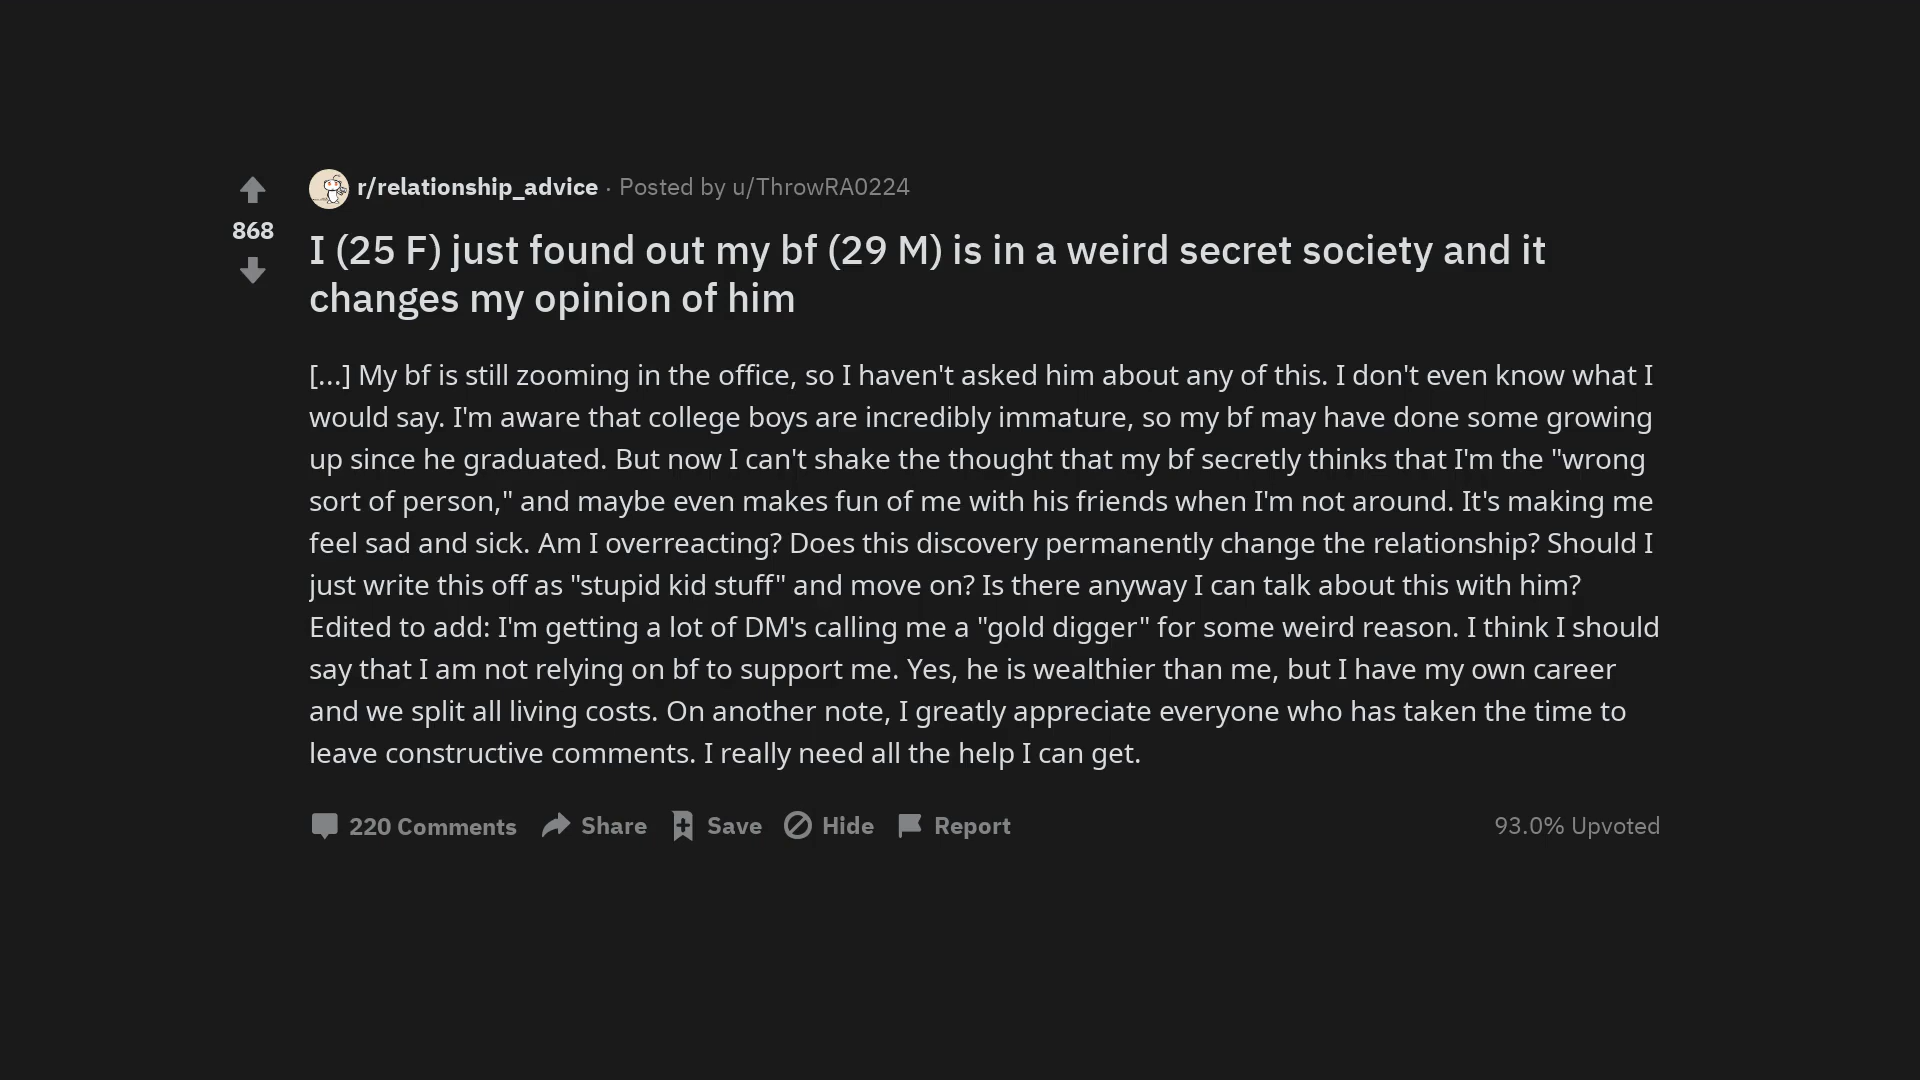 r/relationship_advice · Posted by u/ThrowRA0224
868
I (25 F) just found out my bf (29 M) is in a weird secret society and it
changes my opinion of him
[...] My bf is still zooming in the office, so I haven't asked him about any of this. I don't even know what I
would say. I'm aware that college boys are incredibly immature, so my bf may have done some growing
up since he graduated. But now I can't shake the thought that my bf secretly thinks that I'm the "wrong
sort of person," and maybe even makes fun of me with his friends when I'm not around. It's making me
feel sad and sick. Am I overreacting? Does this discovery permanently change the relationship? Should I
just write this off as "stupid kid stuff" and move on? Is there anyway I can talk about this with him?
Edited to add: I'm getting a lot of DM's calling me a "gold digger" for some weird reason. I think I should
say that I am not relying on bf to support me. Yes, he is wealthier than me, but I have my own career
and we split all living costs. On another note, I greatly appreciate everyone who has taken the time to
leave constructive comments. I really need all the help I can get.
220 Comments Share Save Hide Report 93.0% Upvoted